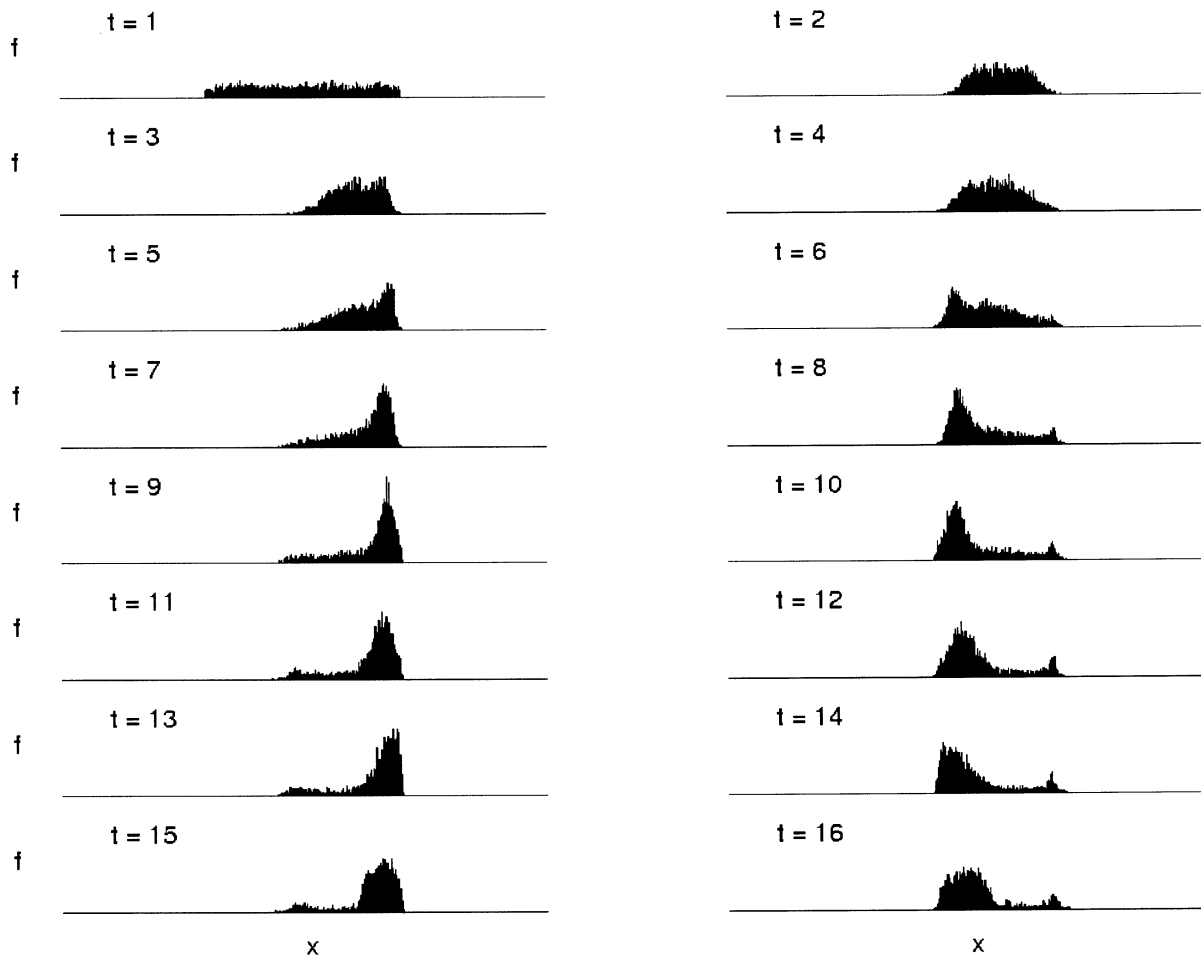 t = 1
t = 2
f
t = 3
t = 4
f
t = 5
t = 6
f
t = 7
t = 8
f
t = 9
t = 10
f
t = 11
t = 12
f
t = 13
t = 14
f
t = 15
t = 16
f
x
x